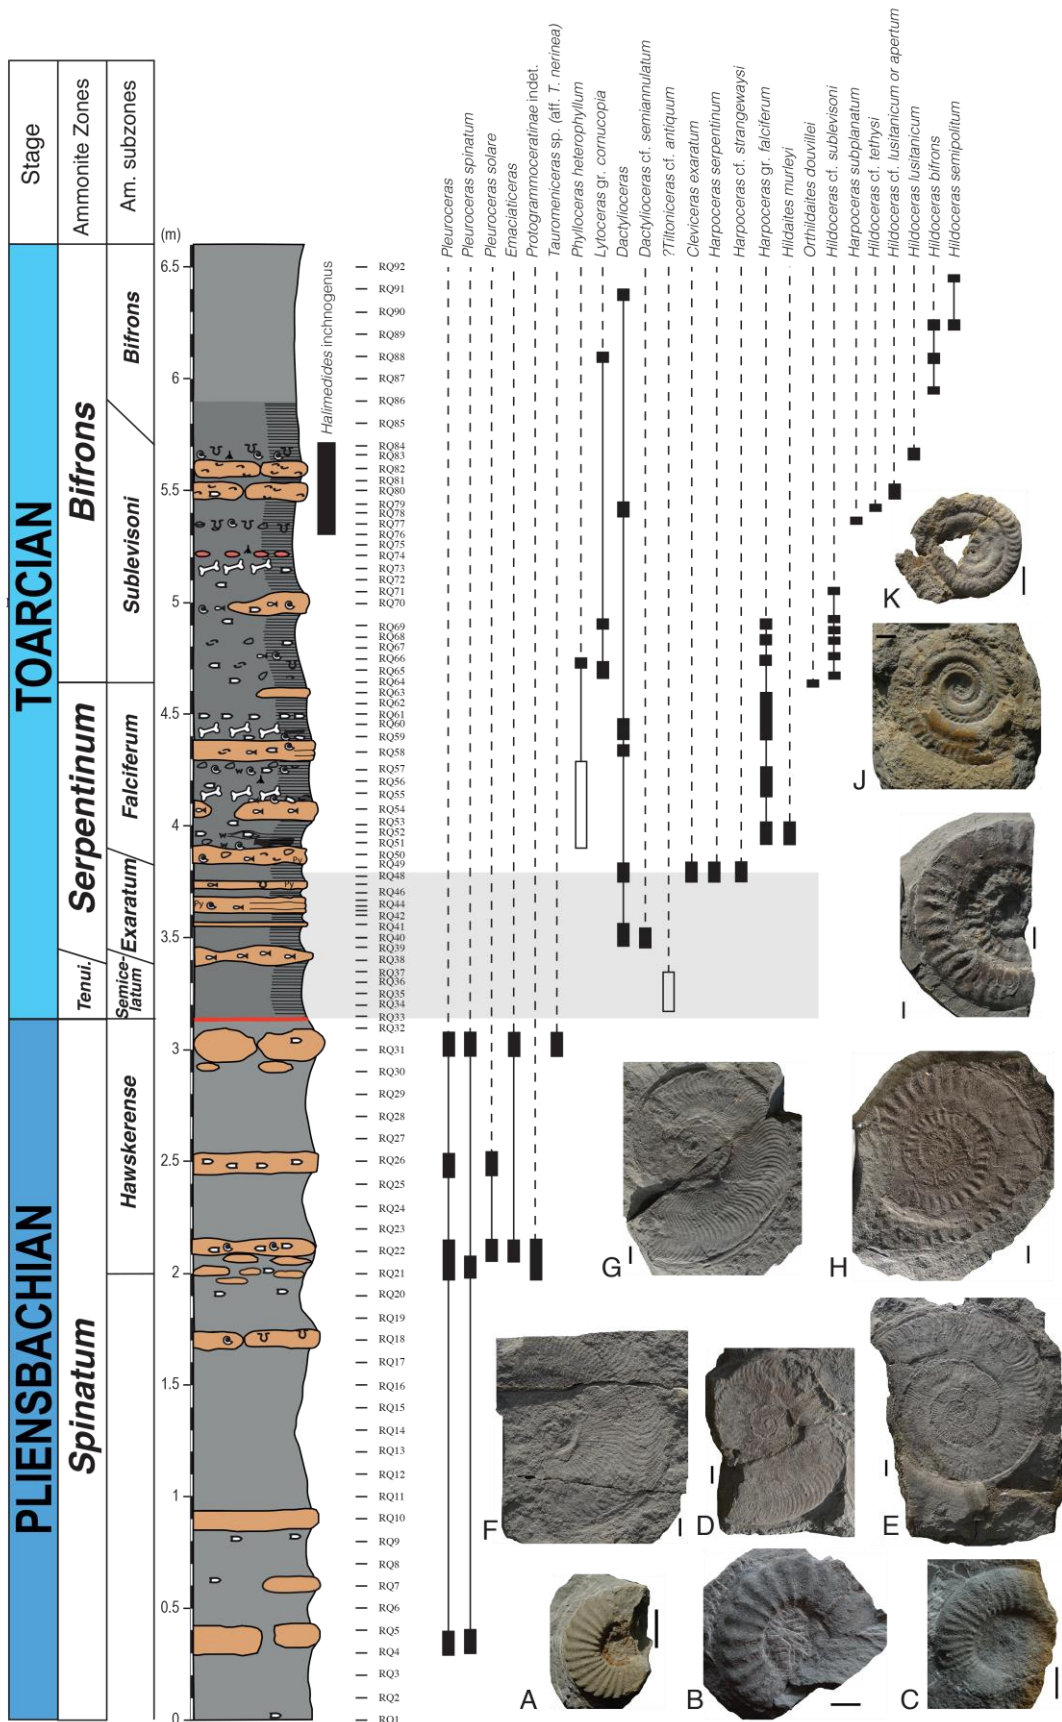 Stage
Ammonite Zones
Am. subzones
(m)
Halimedides inchnogenus
Pleuroceras
Pleuroceras spinatum
Pleuroceras solare
Emaciaticeras
Protogrammoceratinae indet.
Tauromeniceras sp. (aff. T. nerinea)
Phylloceras heterophyllum
Lytoceras gr. cornucopia
Dactylioceras
Dactylioceras cf. semiannulatum
?Tiltoniceras cf. antiquum
Cleviceras exaratum
Harpoceras serpentinum
Harpoceras cf. strangewaysi
Harpoceras gr. falciferum
Hildaites murleyi
Orthildaites douvillei
Hildoceras cf. sublevisoni
Harpoceras subplanatum
Hildoceras cf. tethysi
Hildoceras cf. lusitanicum or apertum
Hildoceras lusitanicum
Hildoceras bifrons
Hildoceras semipolitum
TOARCIAN
PLIENSBACHIAN
Bifrons
Serpentinum
Tenui.
Spinatum
Bifrons
Sublevisoni
Falciferum
Exaratum
Semice-
latum
Hawskerense
6.5
6
5.5
5
4.5
4
3.5
3
2.5
2
1.5
1
0.5
0
RQ92
RQ91
RQ90
RQ89
RQ88
RQ87
RQ86
RQ85
RQ84
RQ83
RQ82
RQ81
RQ80
RQ79
RQ78
RQ77
RQ76
RQ75
RQ74
RQ73
RQ72
RQ71
RQ70
RQ69
RQ68
RQ67
RQ66
RQ65
RQ64
RQ63
RQ62
RQ61
RQ60
RQ59
RQ58
RQ57
RQ56
RQ55
RQ54
RQ53
RQ52
RQ51
RQ50
RQ49
RQ48
RQ46
RQ44
RQ42
RQ41
RQ40
RQ39
RQ38
RQ37
RQ36
RQ35
RQ34
RQ33
RQ32
RQ31
RQ30
RQ29
RQ28
RQ27
RQ26
RQ25
RQ24
RQ23
RQ22
RQ21
RQ20
RQ19
RQ18
RQ17
RQ16
RQ15
RQ14
RQ13
RQ12
RQ11
RQ10
RQ9
RQ8
RQ7
RQ6
RQ5
RQ4
RQ3
RQ2
RQ1
w
w
w
Py
Py
Py
K
J
I
G
H
F
D
E
A
B
C